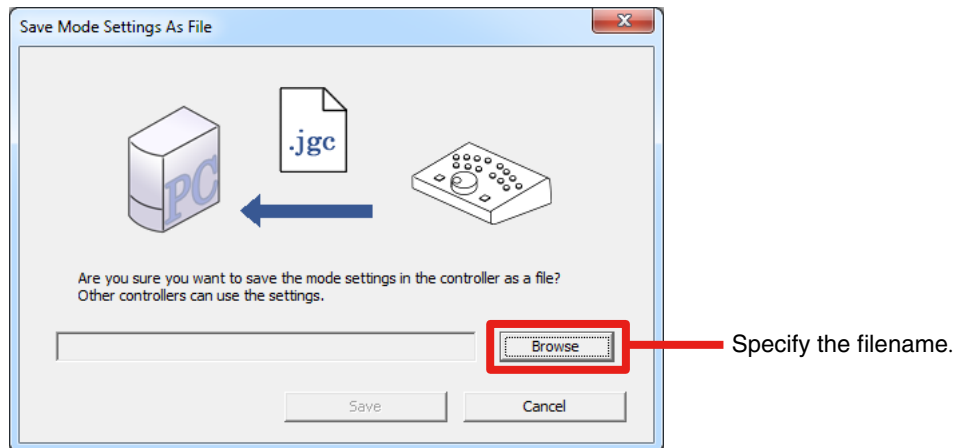 Save Mode Settings As File
.jgc
PC
Are you sure you want to save the mode settings in the controller as a file?
Other controllers can use the settings.
Browse
Specify the filename.
Save
Cancel